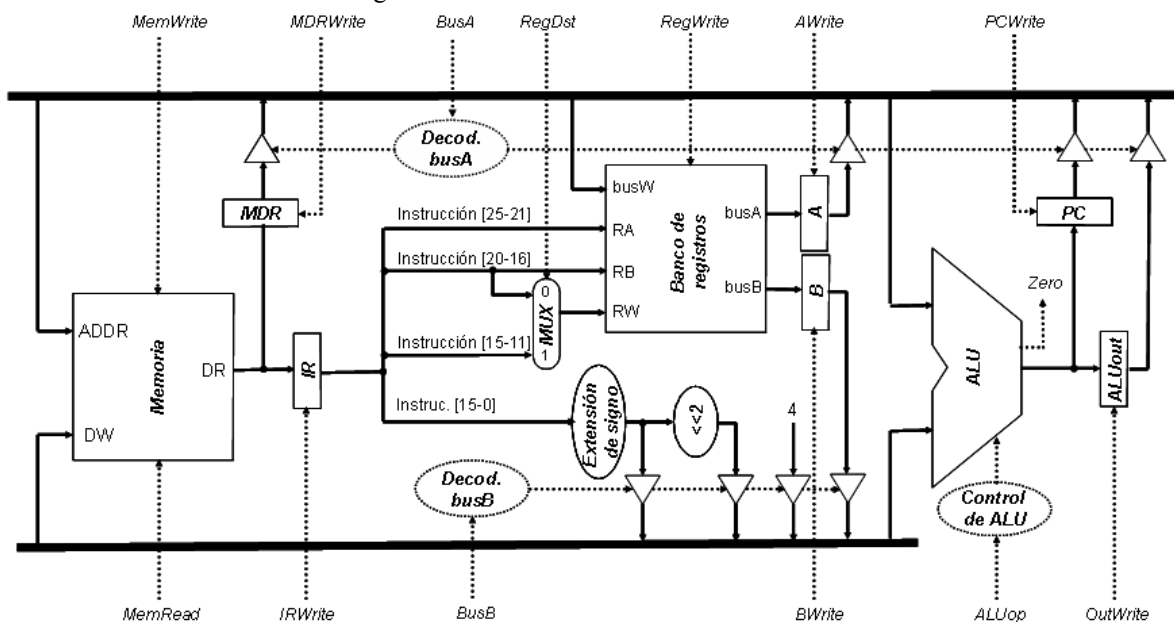 MemWrite MDRWrite BusA RegDst RegWrite AWrite PCWrite
Decod.
busA
MDR
busW
Instrucción [25-21]
RA
Instrucción [20-16]
RB
RW
Banco de
registros
busA
busB
A
B
PC
0
MUX
1
Instrucción [15-11]
Zero
ADDR
Memoria
DR
DW
IR
ALU
ALUout
Instruc. [15-0]
Extensión
de signo
<<2
4
Decod.
busB
Control
de ALU
MemRead IRWrite BusB BWrite ALUop OutWrite